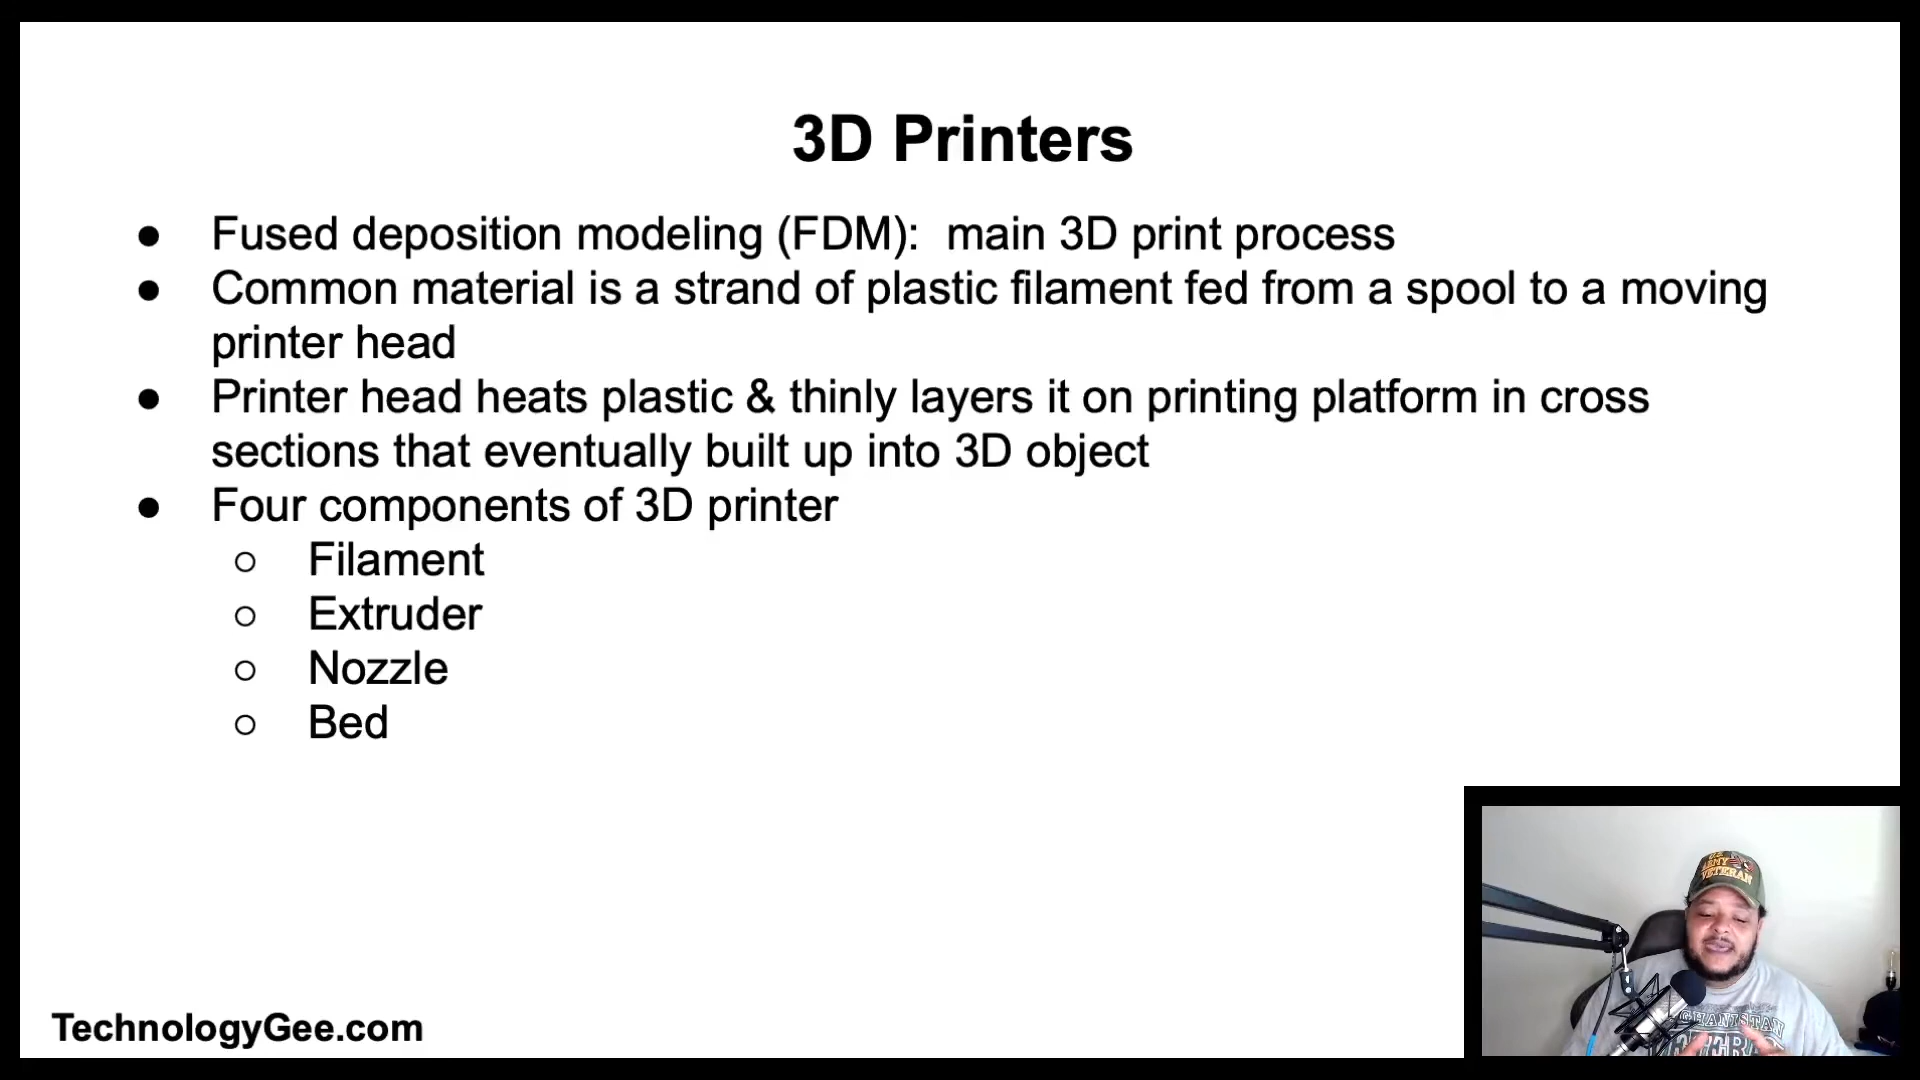 3D Printers
● Fused deposition modeling (FDM):  main 3D print process
● Common material is a strand of plastic filament fed from a spool to a moving
printer head
● Printer head heats plastic & thinly layers it on printing platform in cross
sections that eventually built up into 3D object
● Four components of 3D printer
○ Filament
○ Extruder
○ Nozzle
○ Bed
ARMY
VETERAN
TechnologyGee.com